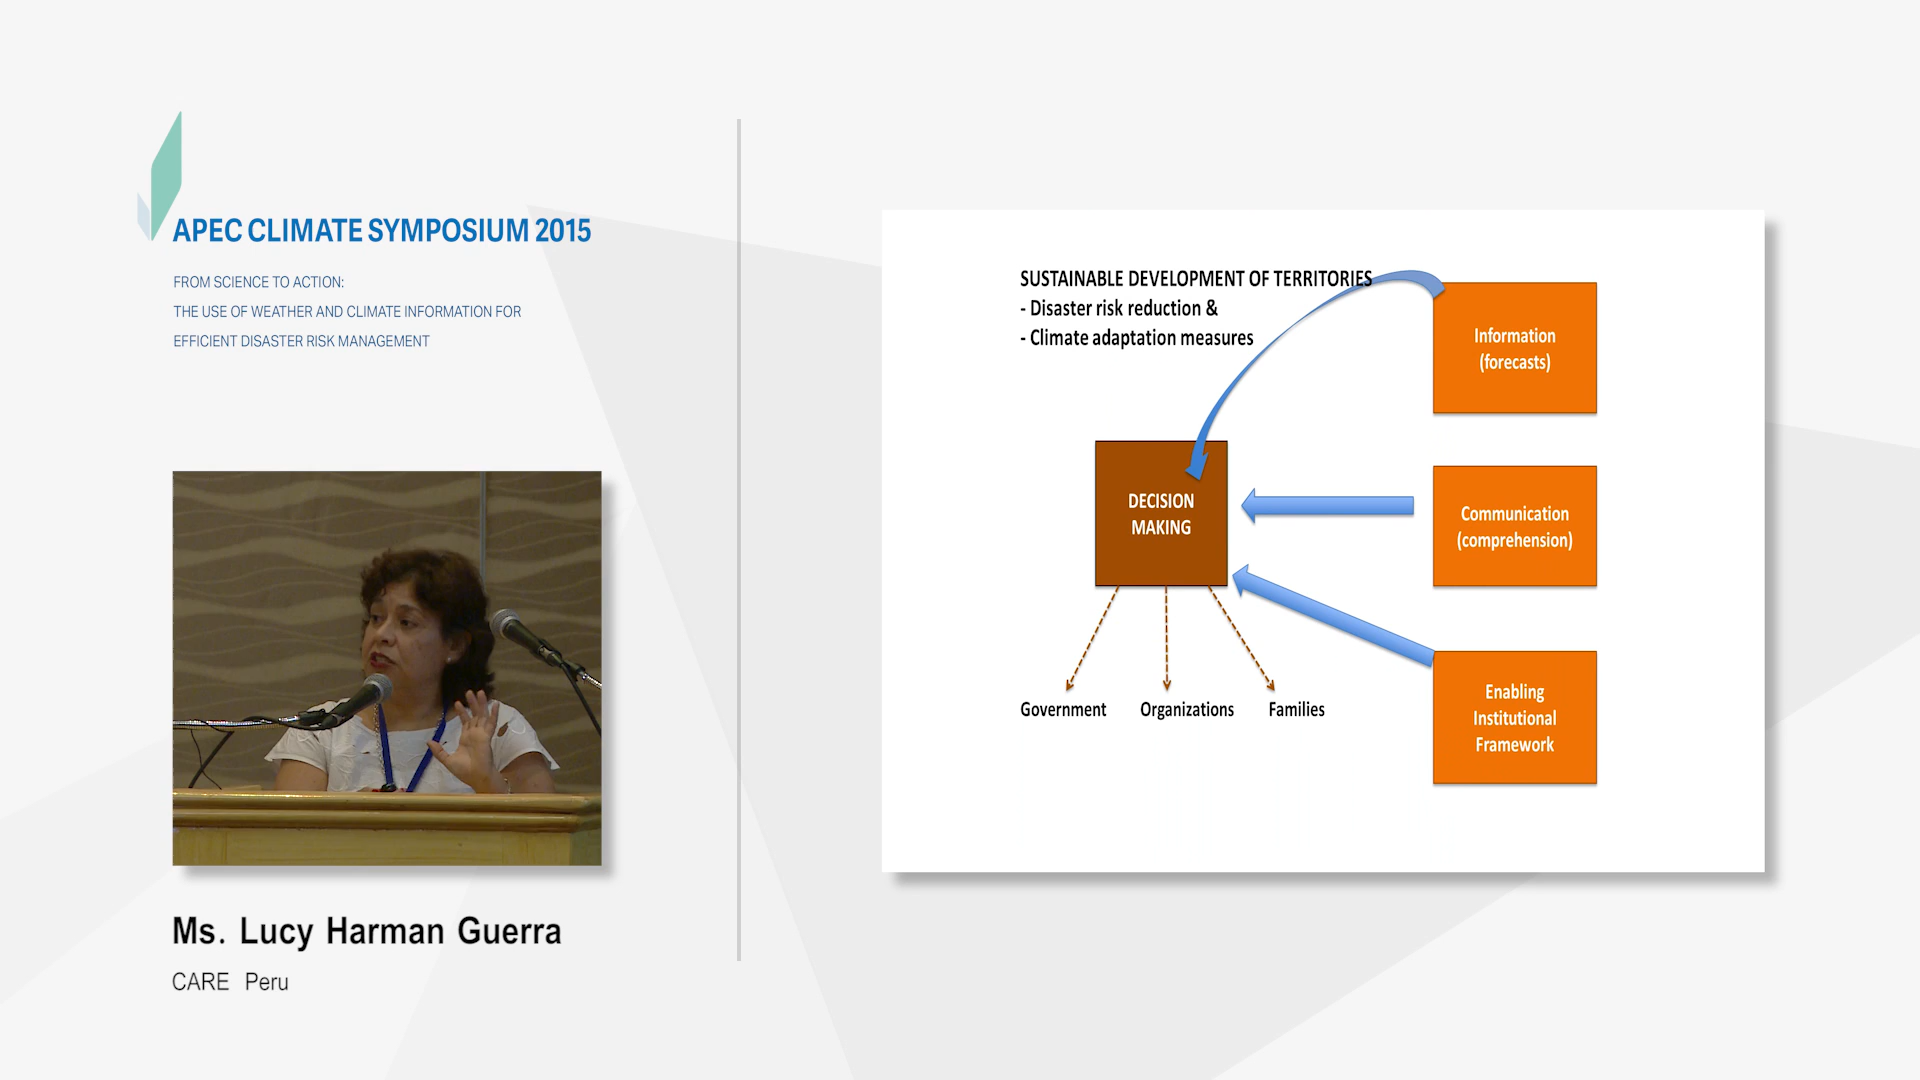 APEC CLIMATE SYMPOSIUM 2015
FROM SCIENCE TO ACTION:
THE USE OF WEATHER AND CLIMATE INFORMATION FOR
EFFICIENT DISASTER RISK MANAGEMENT
Ms. Lucy Harman Guerra
CARE Peru
SUSTAINABLE DEVELOPMENT OF TERRITORIES
- Disaster risk reduction &
- Climate adaptation measures
Information
(forecasts)
DECISION
MAKING
Communication
(comprehension)
Enabling
Institutional
Framework
Government
Organizations
Families